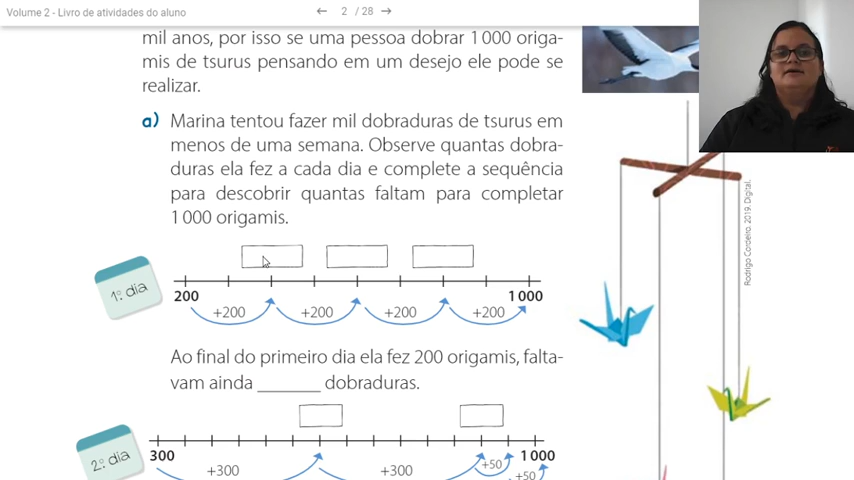 Volume 2 - Livro de atividades do aluno
← 2 / 28 →
mil anos, por isso se uma pessoa dobrar 1 000 origa-
mis de tsurus pensando em um desejo ele pode se
realizar.
a) Marina tentou fazer mil dobraduras de tsurus em
menos de uma semana. Observe quantas dobra-
duras ela fez a cada dia e complete a sequência
para descobrir quantas faltam para completar
1 000 origamis.
Rodrigo Cordeiro. 2019. Digital.
1º. dia
200 1 000
+200 +200 +200 +200
Ao final do primeiro dia ela fez 200 origamis, falta-
vam ainda _______ dobraduras.
2º. dia
300 1 000
+300 +300 +50
+50